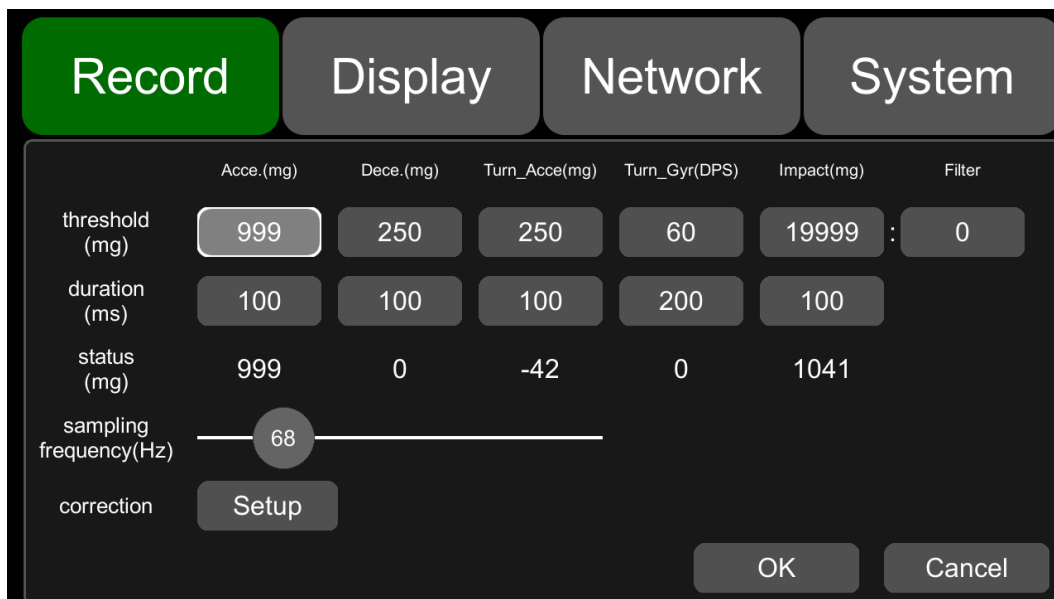 Record Display Network System
Acce.(mg) Dece.(mg) Turn_Acce(mg) Turn_Gyr(DPS) Impact(mg) Filter
threshold
(mg) 999 250 250 60 19999 : 0
duration
(ms) 100 100 100 200 100
status
(mg) 999 0 -42 0 1041
sampling
frequency(Hz) 68
correction Setup
OK Cancel